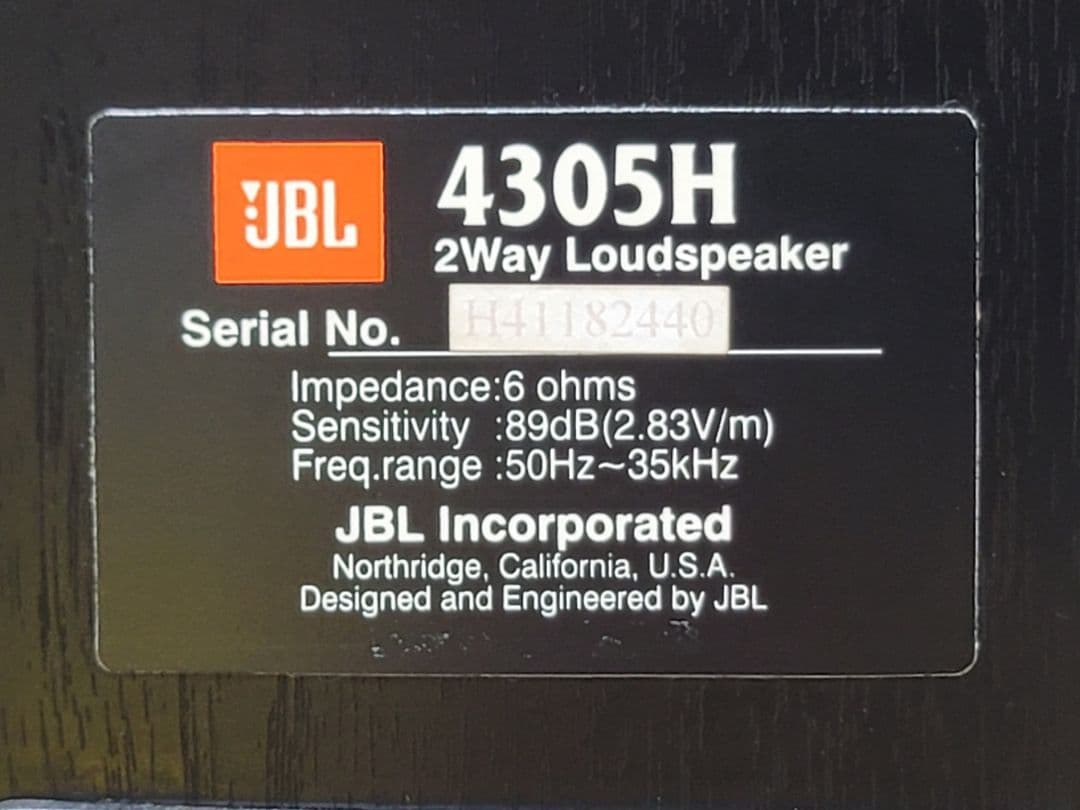 JBL
4305H
2Way Loudspeaker
Serial No. H41182440
Impedance:6 ohms
Sensitivity :89dB(2.83V/m)
Freq.range :50Hz~35kHz
JBL Incorporated
Northridge, California, U.S.A.
Designed and Engineered by JBL